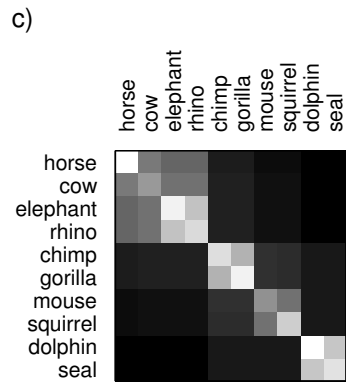 c)
horse
cow
elephant
rhino
chimp
gorilla
mouse
squirrel
dolphin
seal
horse
cow
elephant
rhino
chimp
gorilla
mouse
squirrel
dolphin
seal